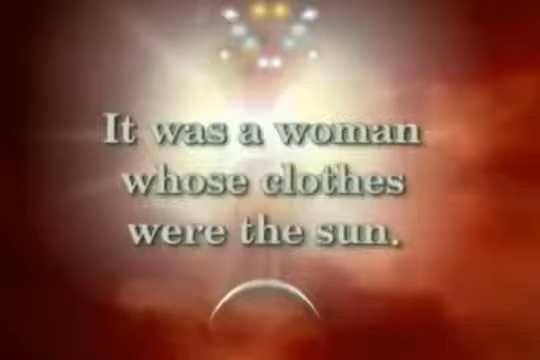 It was a woman
whose clothes
were the sun.